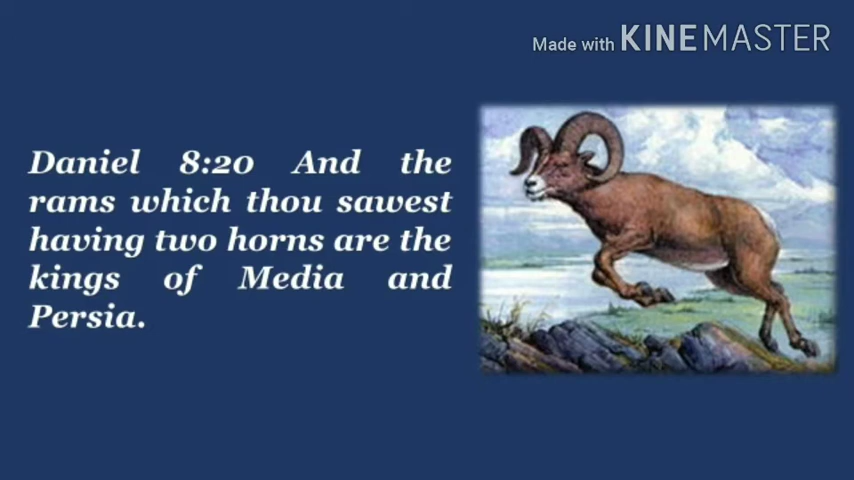 Made with KINEMASTER
Daniel 8:20 And the
rams which thou sawest
having two horns are the
kings of Media and
Persia.